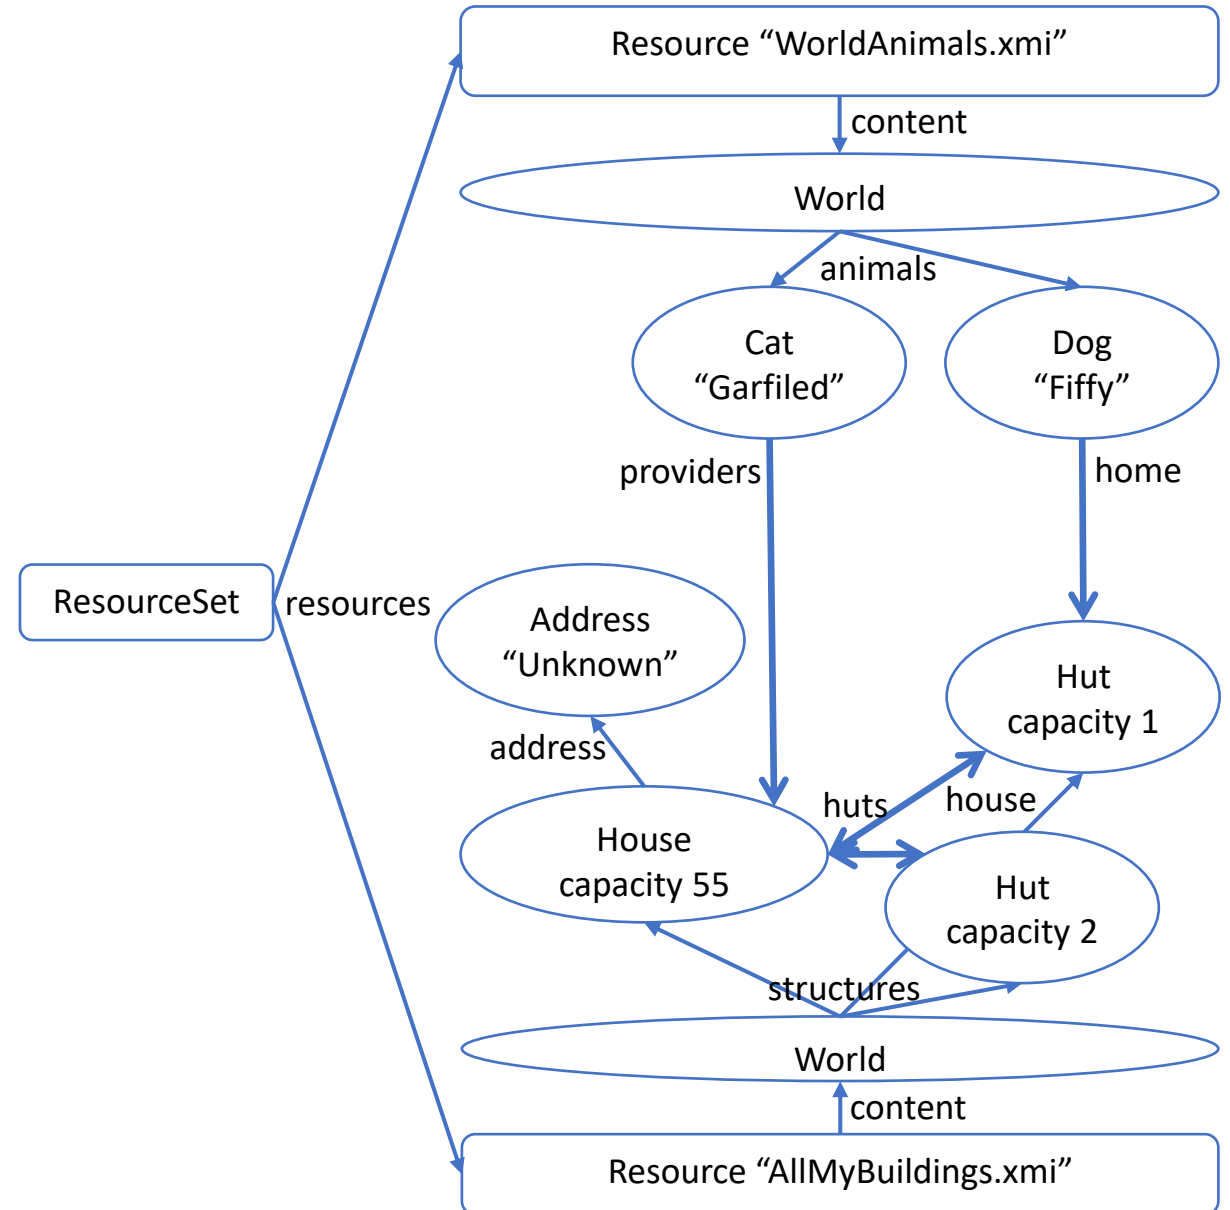 Resource “WorldAnimals.xmi”
content
World
animals
Cat
“Garfiled”
Dog
“Fiffy”
providers
home
ResourceSet
resources
Address
“Unknown”
Hut
capacity 1
address
huts
house
House
capacity 55
Hut
capacity 2
structures
World
content
Resource “AllMyBuildings.xmi”